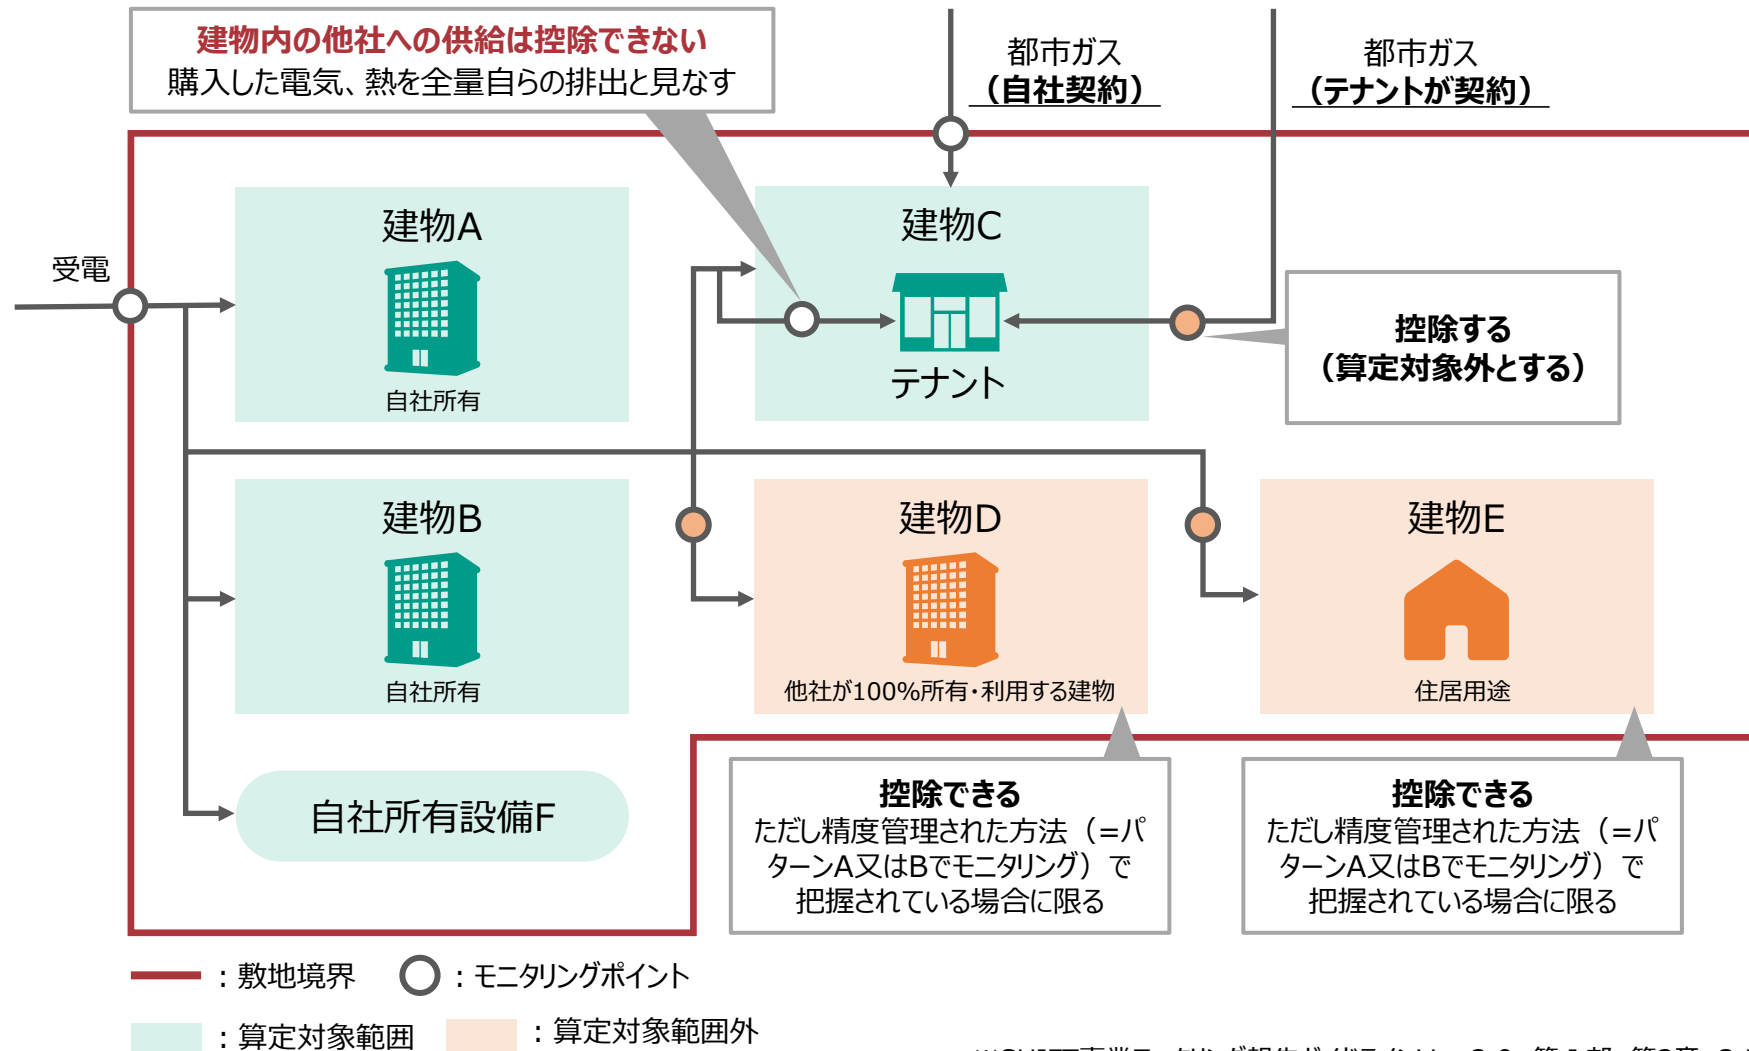 建物内の他社への供給は控除できない
購入した電気、熱を全量自らの排出と見なす
都市ガス
（自社契約）
都市ガス
（テナントが契約）
受電
建物A
自社所有
建物C
テナント
控除する
（算定対象外とする）
建物B
自社所有
建物D
他社が100%所有・利用する建物
建物E
住居用途
自社所有設備F
控除できる
ただし精度管理された方法（=パ
ターンA又はBでモニタリング）で
把握されている場合に限る
控除できる
ただし精度管理された方法（=パ
ターンA又はBでモニタリング）で
把握されている場合に限る
：敷地境界
：モニタリングポイント
：算定対象範囲
：算定対象範囲外